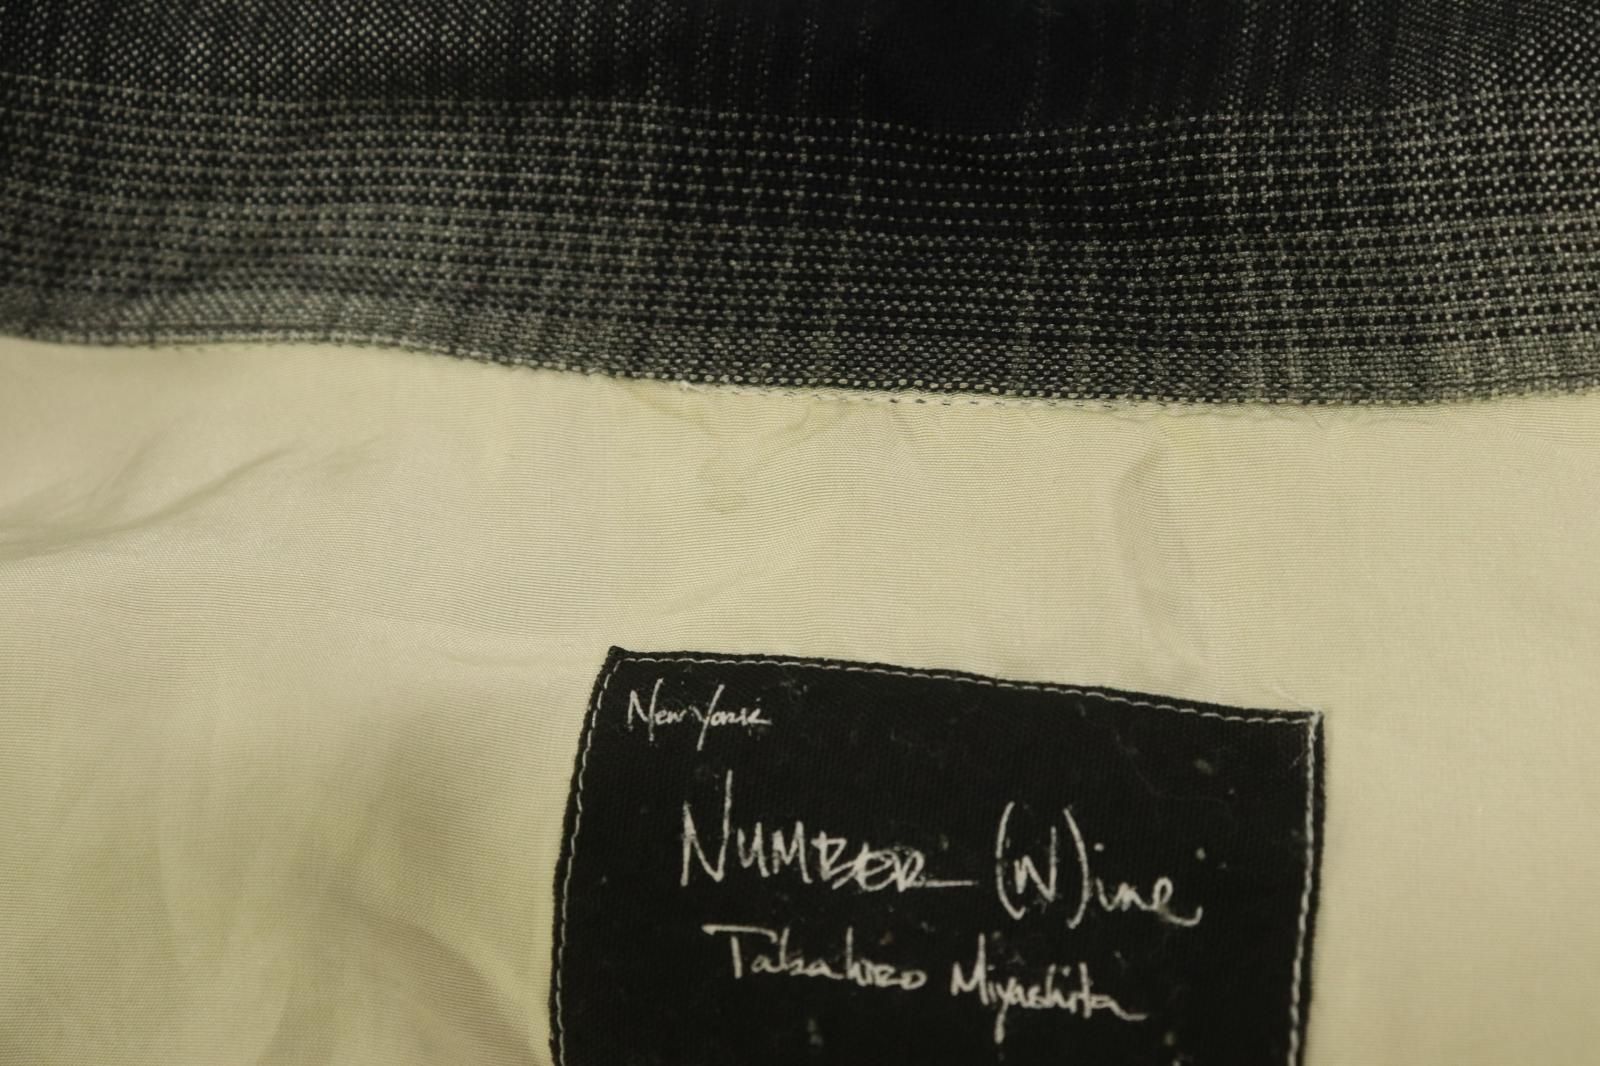 New York
NUMBER (N)ine
Takahiro Miyashita